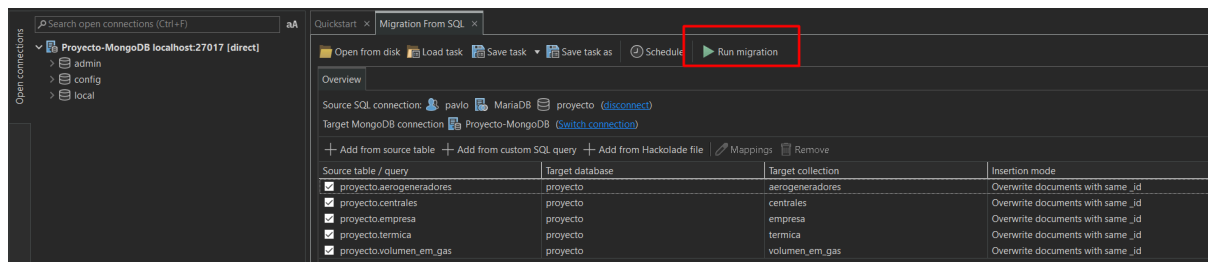 Open connections
Search open connections (Ctrl+F) aA
Proyecto-MongoDB localhost:27017 [direct]
admin
config
local
Quickstart × Migration From SQL ×
Open from disk Load task Save task Save task as Schedule Run migration
Overview
Source SQL connection: pavlo MariaDB proyecto (disconnect)
Target MongoDB connection Proyecto-MongoDB (Switch connection)
Add from source table Add from custom SQL query Add from Hackolade file Mappings Remove
Source table / query Target database Target collection Insertion mode
proyecto.aerogeneradores proyecto aerogeneradores Overwrite documents with same _id
proyecto.centrales proyecto centrales Overwrite documents with same _id
proyecto.empresa proyecto empresa Overwrite documents with same _id
proyecto.termica proyecto termica Overwrite documents with same _id
proyecto.volumen_em_gas proyecto volumen_em_gas Overwrite documents with same _id